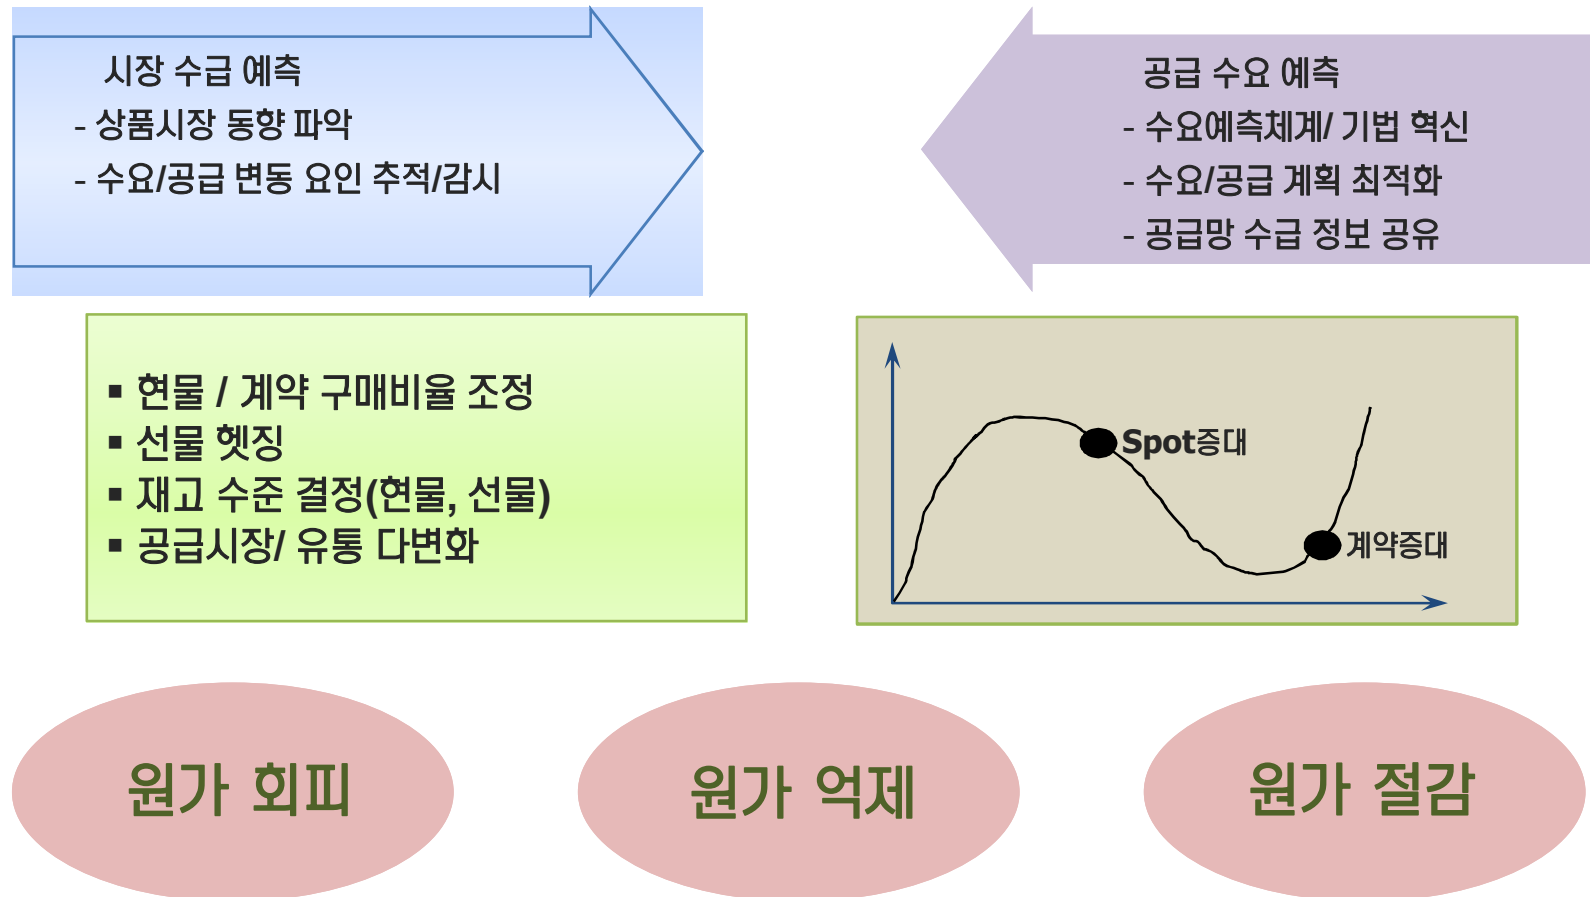 시장 수급 예측
- 상품시장 동향 파악
- 수요/공급 변동 요인 추적/감시
공급 수요 예측
- 수요예측체계/ 기법 혁신
- 수요/공급 계획 최적화
- 공급망 수급 정보 공유
▪ 현물 / 계약 구매비율 조정
▪ 선물 헷징
▪ 재고 수준 결정(현물, 선물)
▪ 공급시장/ 유통 다변화
Spot증대
계약증대
원가 회피
원가 억제
원가 절감